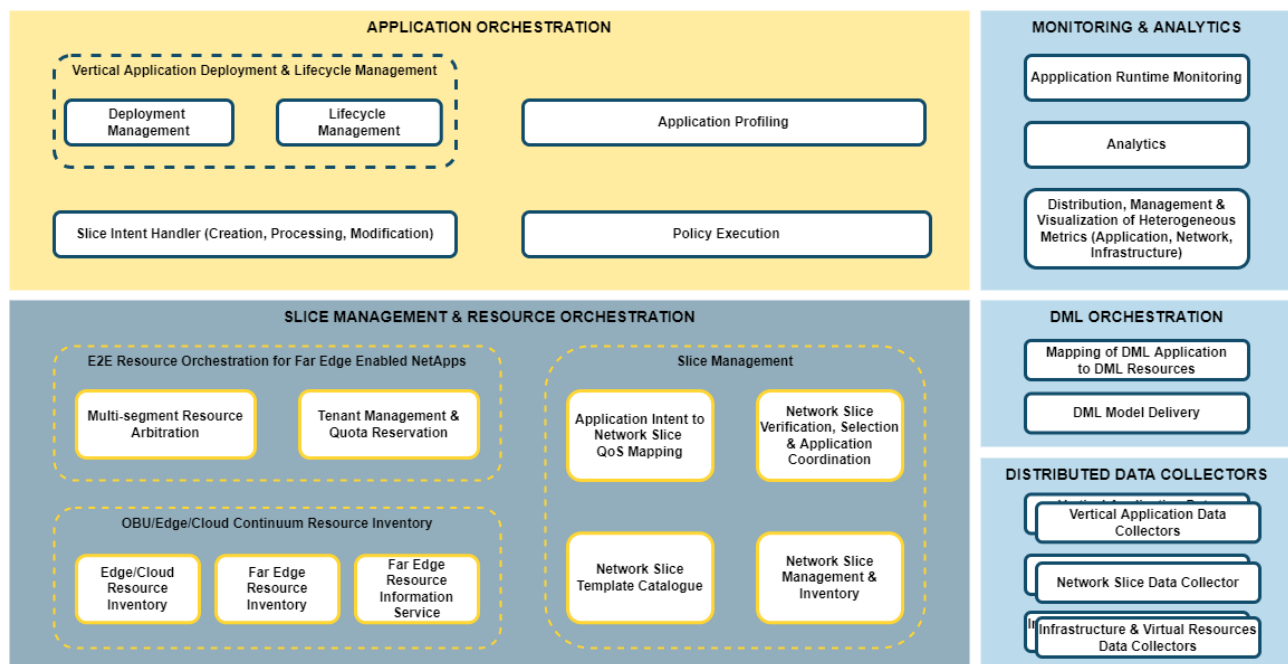 APPLICATION ORCHESTRATION
Vertical Application Deployment & Lifecycle Management
Deployment
Management
Lifecycle
Management
Application Profiling
Slice Intent Handler (Creation, Processing, Modification)
Policy Execution
MONITORING & ANALYTICS
Appplication Runtime Monitoring
Analytics
Distribution, Management &
Visualization of Heterogeneous
Metrics (Application, Network,
Infrastructure)
SLICE MANAGEMENT & RESOURCE ORCHESTRATION
E2E Resource Orchestration for Far Edge Enabled NetApps
Multi-segment Resource
Arbitration
Tenant Management &
Quota Reservation
OBU/Edge/Cloud Continuum Resource Inventory
Edge/Cloud
Resource
Inventory
Far Edge
Resource
Inventory
Far Edge
Resource
Information
Service
Slice Management
Application Intent to
Network Slice
QoS Mapping
Network Slice
Verification, Selection
& Application
Coordination
Network Slice
Template Catalogue
Network Slice
Management &
Inventory
DML ORCHESTRATION
Mapping of DML Application
to DML Resources
DML Model Delivery
DISTRIBUTED DATA COLLECTORS
Vertical Application Data
Collectors
Network Slice Data Collector
Infrastructure & Virtual Resources
Data Collectors